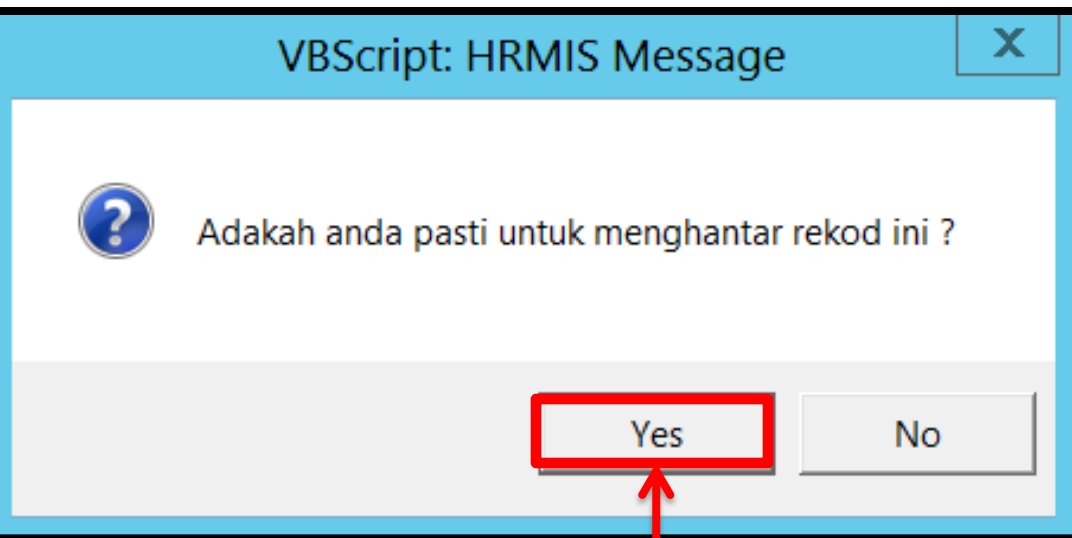 VBScript: HRMIS Message
X
?
Adakah anda pasti untuk menghantar rekod ini ?
Yes
No